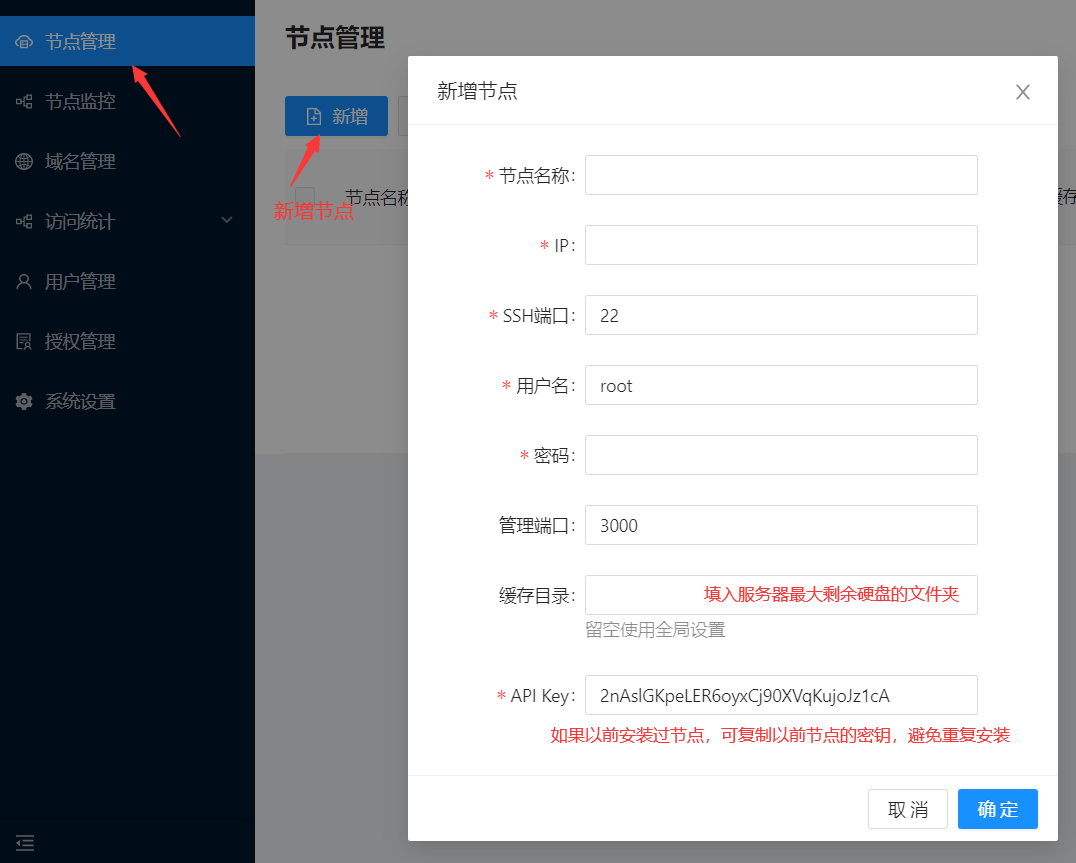 节点管理
节点监控
域名管理
访问统计
用户管理
授权管理
系统设置
节点管理
新增
新增节点
节点名称
缓存
新增节点
* 节点名称:
* IP:
* SSH端口: 22
* 用户名: root
* 密码:
管理端口: 3000
缓存目录: 填入服务器最大剩余硬盘的文件夹
留空使用全局设置
* API Key: 2nAslGKpeLER6oyxCj90XVqKujoJz1cA
如果以前安装过节点，可复制以前节点的密钥，避免重复安装
取 消
确 定